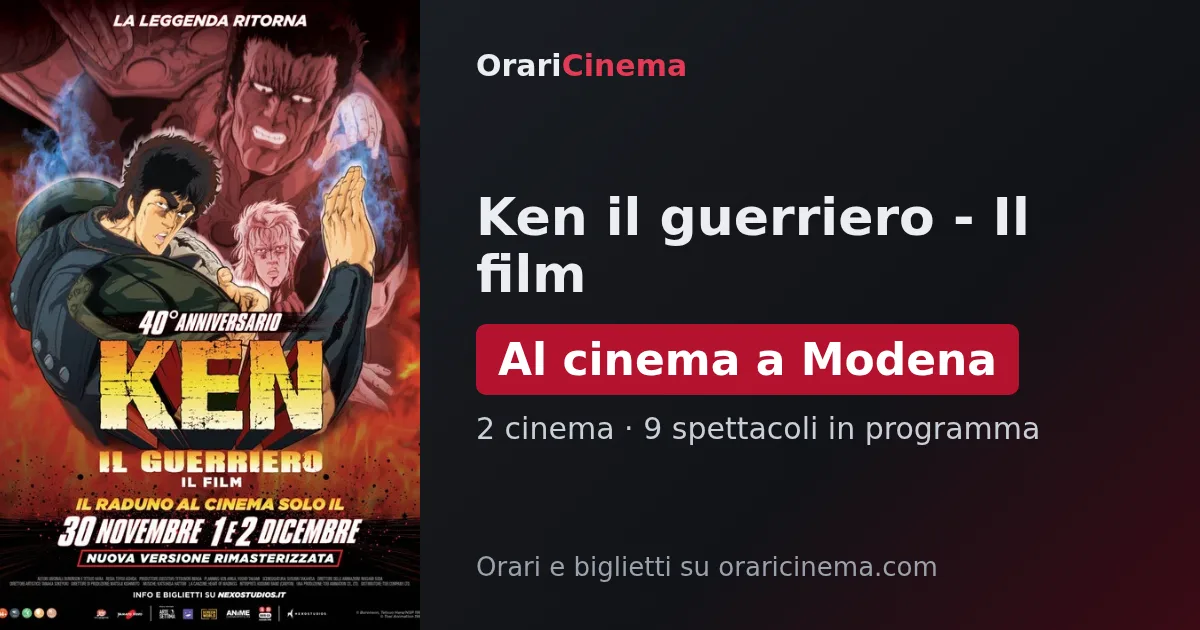 LA LEGGENDA RITORNA
40° ANNIVERSARIO
KEN
IL GUERRIERO
IL FILM
IL RADUNO AL CINEMA SOLO IL
30 NOVEMBRE 1 E 2 DICEMBRE
NUOVA VERSIONE RIMASTERIZZATA
INFO E BIGLIETTI SU NEXOSTUDIOS.IT
OrariCinema
Ken il guerriero - Il
film
Al cinema a Modena
2 cinema · 9 spettacoli in programma
Orari e biglietti su oraricinema.com